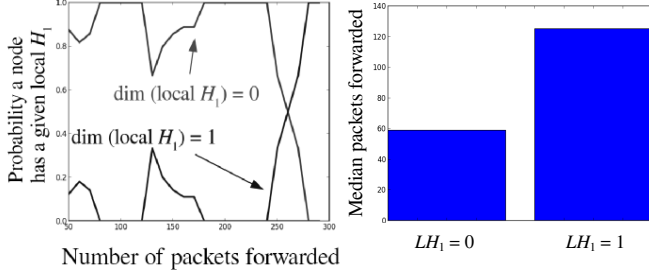 Probability a node
has a given local H₁
1.0
0.8
0.6
0.4
0.2
0.0
dim (local H₁) = 0
dim (local H₁) = 1
50
100
150
200
250
300
Number of packets forwarded
Median packets forwarded
140
120
100
80
60
40
20
0
LH₁ = 0
LH₁ = 1